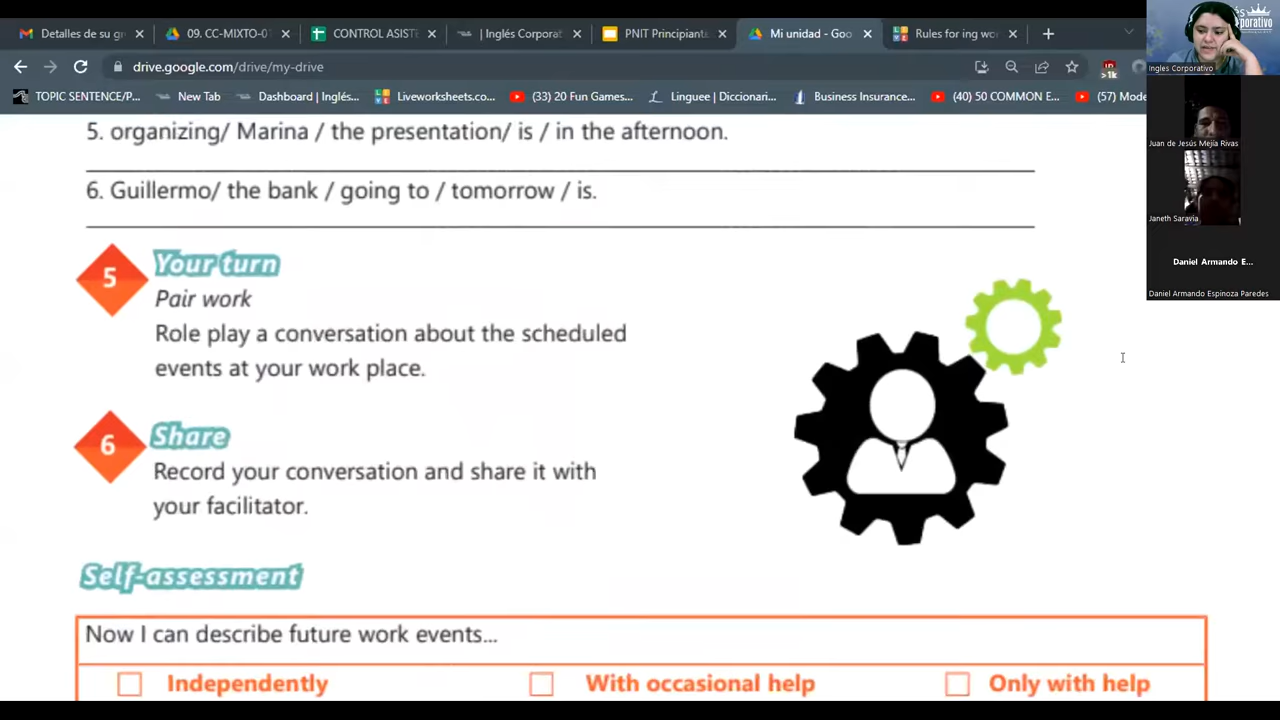 Detalles de su gr
09. CC-MIXTO-0
CONTROL ASIST
| Inglés Corporat
PNIT Principiante
Mi unidad - Goo
Rules for ing wor
drive.google.com/drive/my-drive
>1k
TOPIC SENTENCE/P...
New Tab
Dashboard | Inglés...
Liveworksheets.co...
(33) 20 Fun Games...
Linguee | Diccionari...
Business Insurance...
(40) 50 COMMON E...
(57) Mode
5. organizing/ Marina / the presentation/ is / in the afternoon.
6. Guillermo/ the bank / going to / tomorrow / is.
5
Your turn
Pair work
Role play a conversation about the scheduled
events at your work place.
6
Share
Record your conversation and share it with
your facilitator.
Self-assessment
Now I can describe future work events...
Independently
With occasional help
Only with help
Ingles Corporativo
Juan de Jesús Mejía Rivas
Janeth Saravia
Daniel Armando E...
Daniel Armando Espinoza Paredes